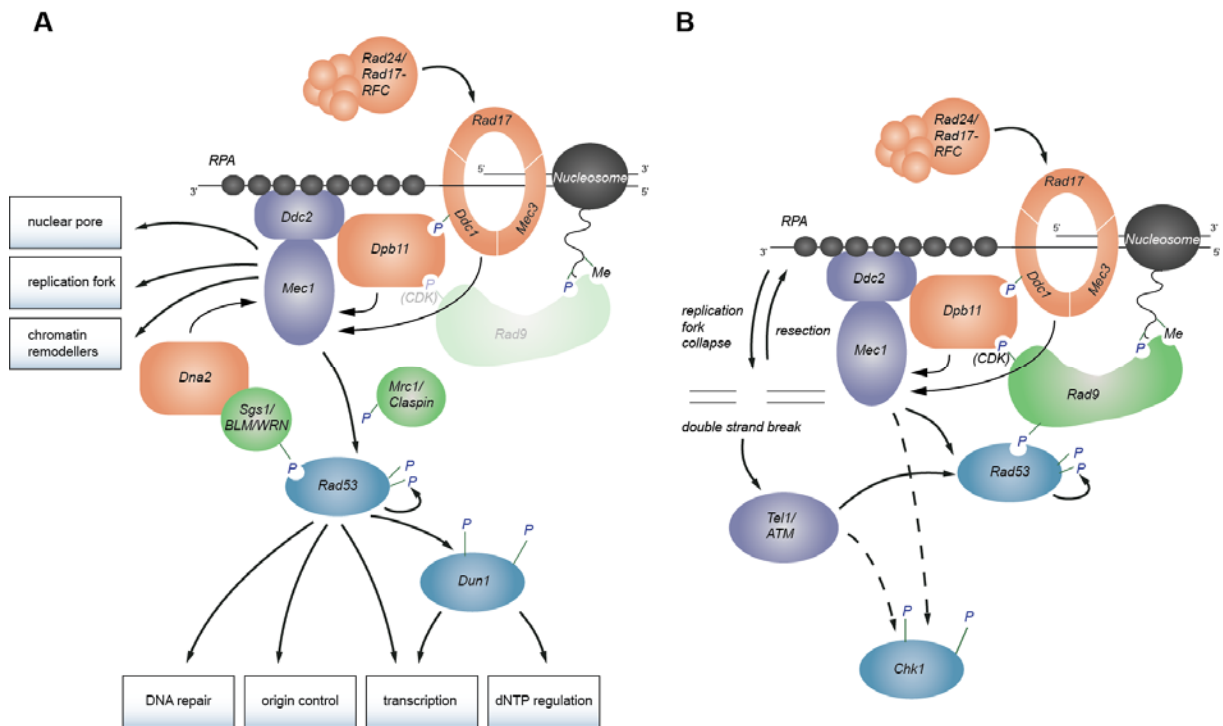 A
Rad24/
Rad17-
RFC
Rad17
RPA
5'
3'
3'
5'
Nucleosome
Ddc2
Ddc1
Mec3
P
Dpb11
P
(CDK)
P
Me
Mec1
Rad9
nuclear pore
replication fork
chromatin
remodellers
Dna2
Sgs1/
BLM/WRN
Mrc1/
Claspin
P
P
Rad53
P
P
P
P
Dun1
DNA repair
origin control
transcription
dNTP regulation
B
Rad24/
Rad17-
RFC
Rad17
RPA
5'
3'
3'
5'
Nucleosome
Ddc2
Ddc1
Mec3
P
Dpb11
P
(CDK)
P
Me
Mec1
Rad9
replication
fork
collapse
resection
double strand break
P
Rad53
P
P
Tel1/
ATM
P
P
Chk1